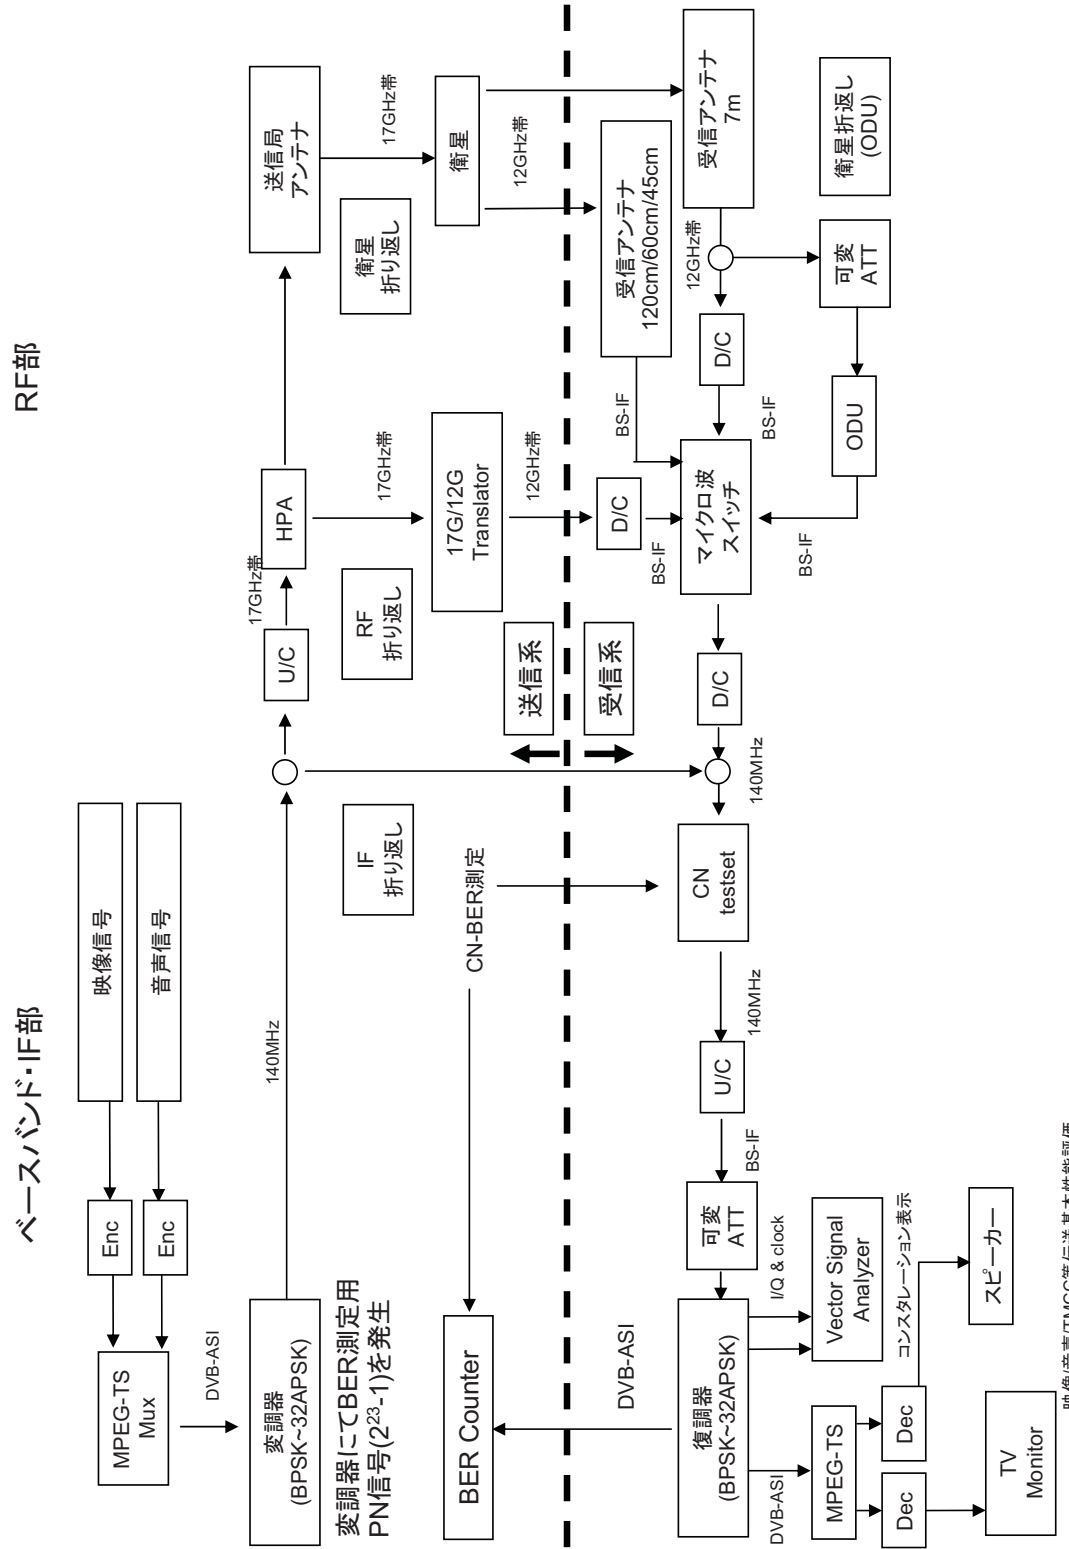 ベースバンド・IF部
RF部
映像信号
音声信号
Enc
Enc
MPEG-TS
Mux
DVB-ASI
変調器
(BPSK~32APSK)
変調器にてBER測定用
PN信号(2²³-1)を発生
140MHz
U/C
17GHz帯
HPA
送信局
アンテナ
17GHz帯
衛星
衛星
折り返し
12GHz帯
17GHz帯
17G/12G
Translator
RF
折り返し
12GHz帯
IF
折り返し
CN-BER測定
BER Counter
送信系
受信系
受信アンテナ
7m
受信アンテナ
120cm/60cm/45cm
12GHz帯
衛星折返し
(ODU)
可変
ATT
D/C
BS-IF
BS-IF
ODU
BS-IF
D/C
BS-IF
マイクロ波
スイッチ
D/C
140MHz
CN
testset
140MHz
U/C
BS-IF
可変
ATT
復調器
(BPSK~32APSK)
DVB-ASI
I/Q & clock
Vector Signal
Analyzer
コンスタレーション表示
DVB-ASI
MPEG-TS
Dec
Dec
スピーカー
TV
Monitor